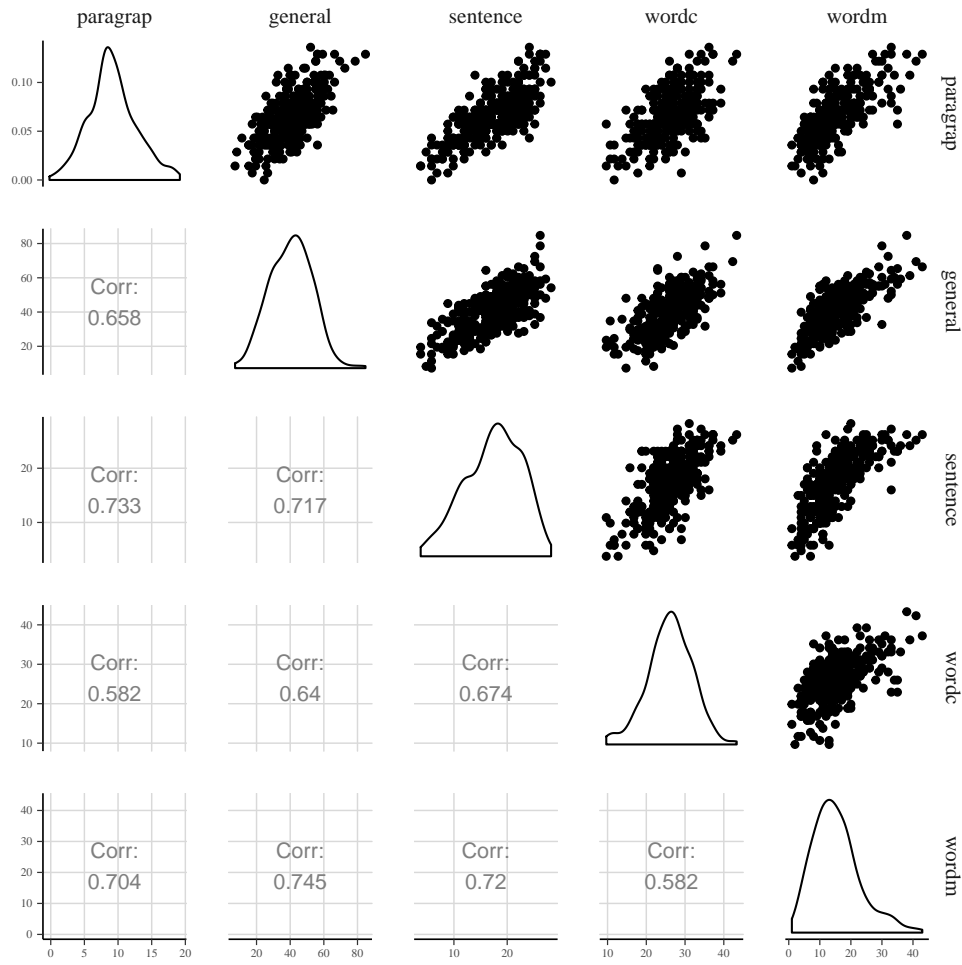 paragrap general sentence wordc wordm
0.10
0.05
0.00
paragrap
80
60
40
20
Corr:
0.658
general
20
10
Corr:
0.733
Corr:
0.717
sentence
40
30
20
10
Corr:
0.582
Corr:
0.64
Corr:
0.674
wordc
40
30
20
10
0
Corr:
0.704
Corr:
0.745
Corr:
0.72
Corr:
0.582
wordm
0 5 10 15 20 20 40 60 80 10 20 10 20 30 40 0 10 20 30 40